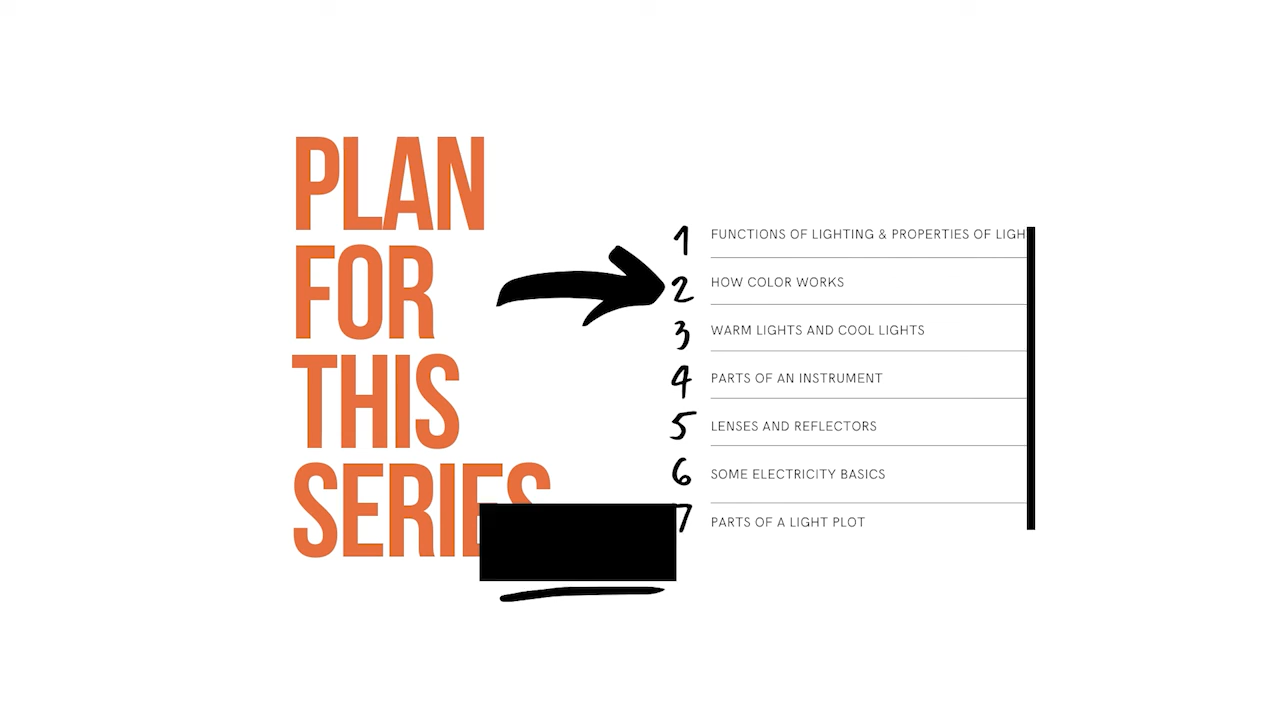 PLAN
FOR
THIS
SERIES
1 FUNCTIONS OF LIGHTING & PROPERTIES OF LIGH
2 HOW COLOR WORKS
3 WARM LIGHTS AND COOL LIGHTS
4 PARTS OF AN INSTRUMENT
5 LENSES AND REFLECTORS
6 SOME ELECTRICITY BASICS
7 PARTS OF A LIGHT PLOT